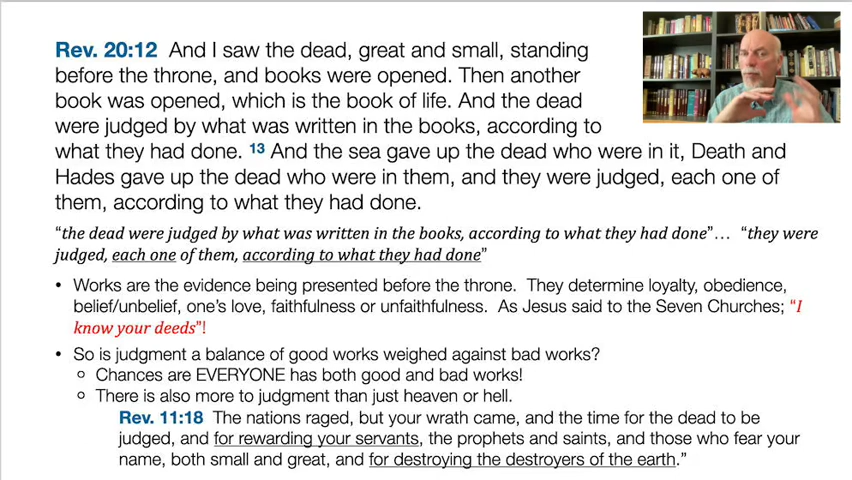 Rev. 20:12 And I saw the dead, great and small, standing
before the throne, and books were opened. Then another
book was opened, which is the book of life. And the dead
were judged by what was written in the books, according to
what they had done. 13 And the sea gave up the dead who were in it, Death and
Hades gave up the dead who were in them, and they were judged, each one of
them, according to what they had done.
“the dead were judged by what was written in the books, according to what they had done”… “they were
judged, each one of them, according to what they had done”
• Works are the evidence being presented before the throne. They determine loyalty, obedience,
belief/unbelief, one's love, faithfulness or unfaithfulness. As Jesus said to the Seven Churches; “I
know your deeds”!
• So is judgment a balance of good works weighed against bad works?
○ Chances are EVERYONE has both good and bad works!
○ There is also more to judgment than just heaven or hell.
Rev. 11:18 The nations raged, but your wrath came, and the time for the dead to be
judged, and for rewarding your servants, the prophets and saints, and those who fear your
name, both small and great, and for destroying the destroyers of the earth.”